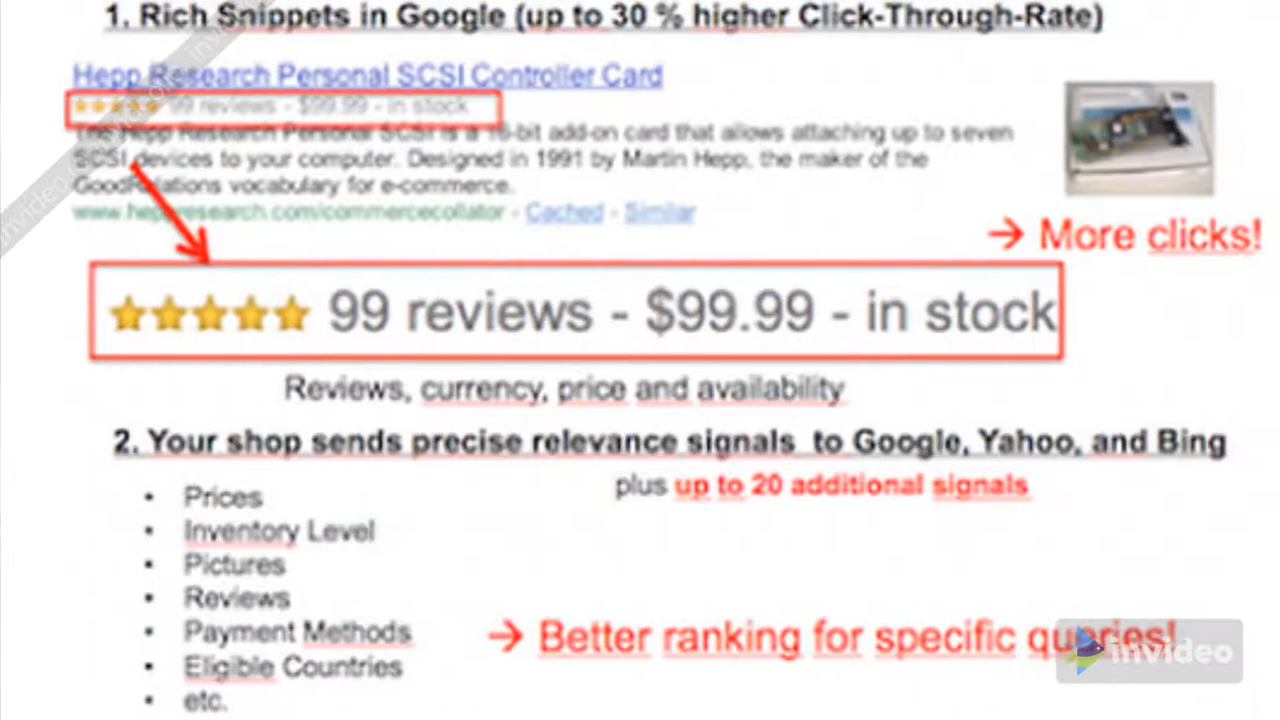 1. Rich Snippets in Google (up to 30 % higher Click-Through-Rate)
Hepp Research Personal SCSI Controller Card
99 reviews - $99.99 - in stock
The Hepp Research Personal SCSI is a 16-bit add-on card that allows attaching up to seven
SCSI devices to your computer. Designed in 1991 by Martin Hepp, the maker of the
GoodRelations vocabulary for e-commerce.
www.heppresearch.com/commercecollator - Cached - Similar
→ More clicks!
99 reviews - $99.99 - in stock
Reviews, currency, price and availability
2. Your shop sends precise relevance signals to Google, Yahoo, and Bing
plus up to 20 additional signals
• Prices
• Inventory Level
• Pictures
• Reviews
• Payment Methods
→ Better ranking for specific queries!
• Eligible Countries
• etc.
invideo